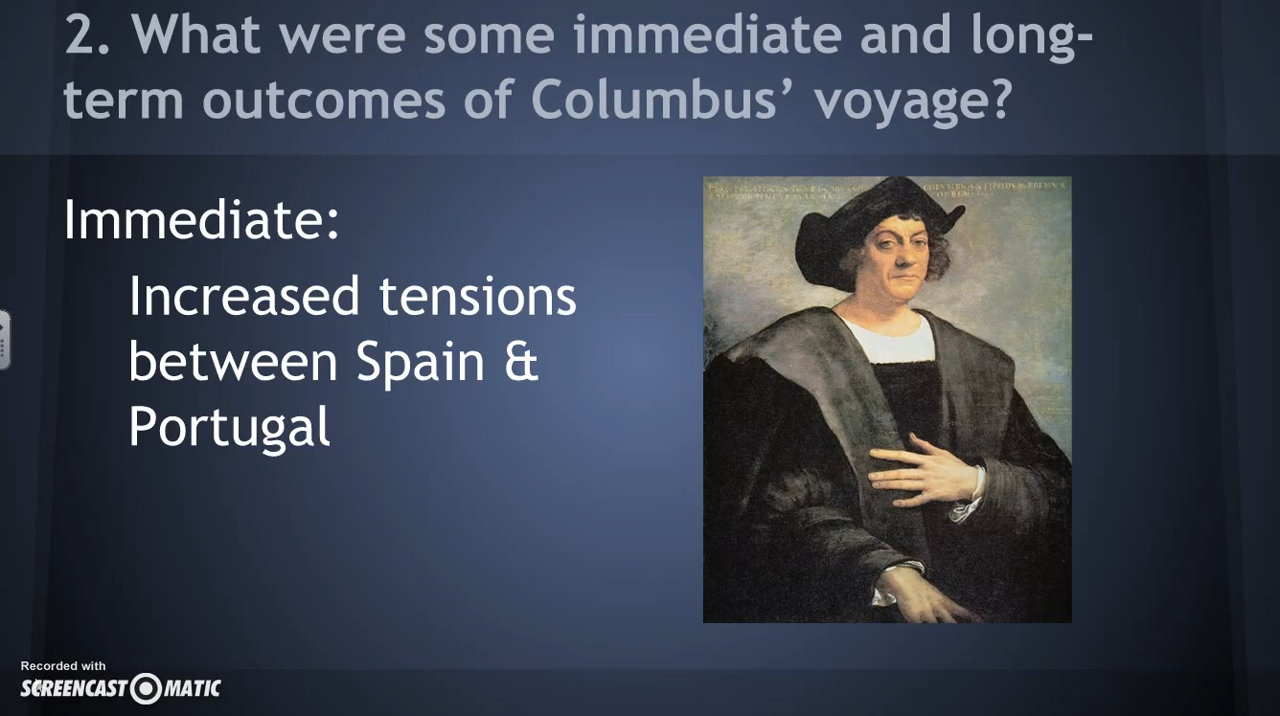 2. What were some immediate and long-
term outcomes of Columbus’ voyage?
Immediate:
Increased tensions
between Spain &
Portugal
Recorded with
SCREENCAST MATIC